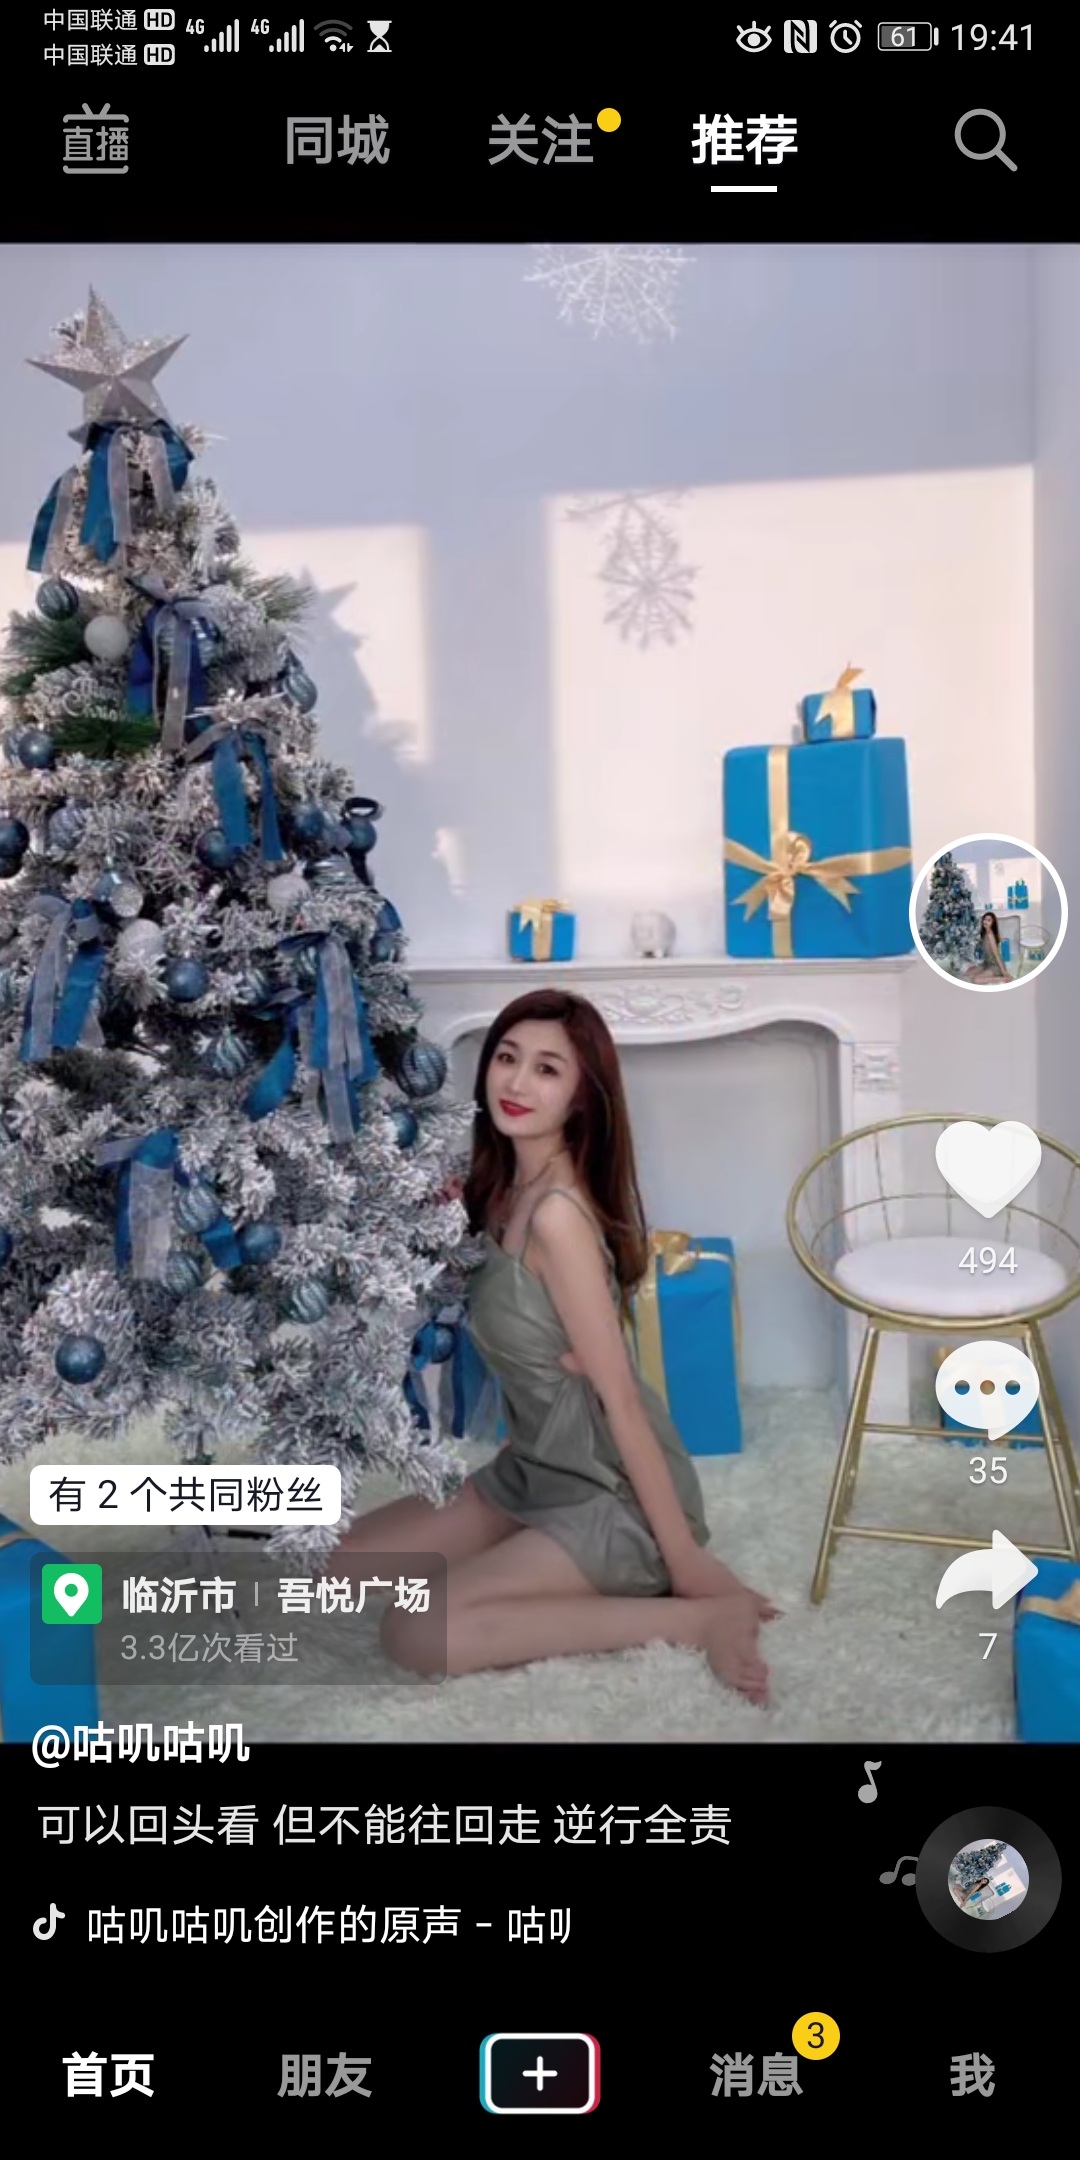 中国联通 HD 4G 4G 61 19:41
中国联通 HD
直播 同城 关注 推荐
494
35
有 2 个共同粉丝
临沂市 吾悦广场
3.3亿次看过
7
@咕叽咕叽
可以回头看 但不能往回走 逆行全责
咕叽咕叽创作的原声 - 咕
3
首页 朋友 消息 我